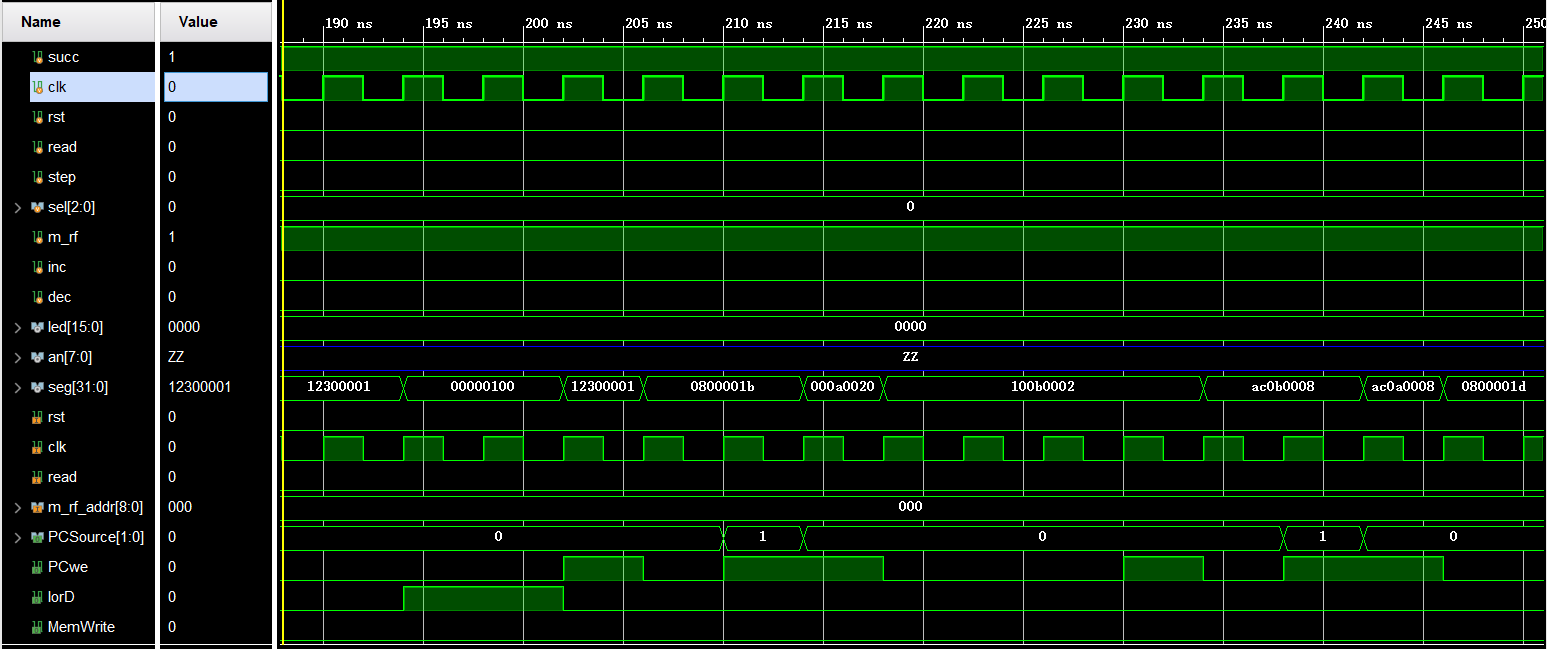 Name Value 190 ns 195 ns 200 ns 205 ns 210 ns 215 ns 220 ns 225 ns 230 ns 235 ns 240 ns 245 ns 250
succ 1
clk 0
rst 0
read 0
step 0
sel[2:0] 0 0
m_rf 1
inc 0
dec 0
led[15:0] 0000 0000
an[7:0] ZZ ZZ
seg[31:0] 12300001 12300001 00000100 12300001 0800001b 000a0020 100b0002 ac0b0008 ac0a0008 0800001d
rst 0
clk 0
read 0
m_rf_addr[8:0] 000 000
PCSource[1:0] 0 0 1 0 1 0
PCwe 0
IorD 0
MemWrite 0